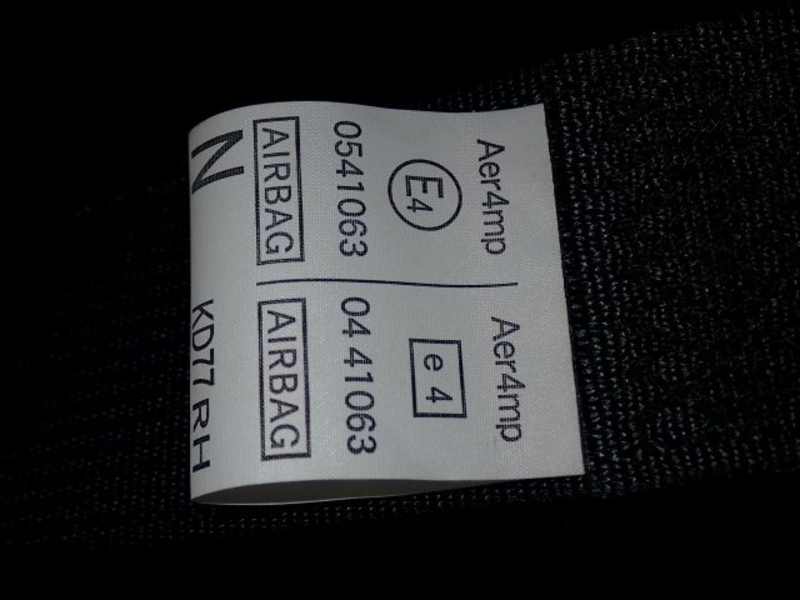 Aer4mp
E4
0541063
AIRBAG
Aer4mp
e 4
04 41063
AIRBAG
N
KD77 RH